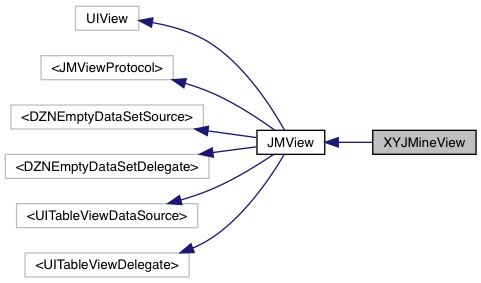 UIView
<JMViewProtocol>
<DZNEmptyDataSetSource>
JMView
XYJMineView
<DZNEmptyDataSetDelegate>
<UITableViewDataSource>
<UITableViewDelegate>